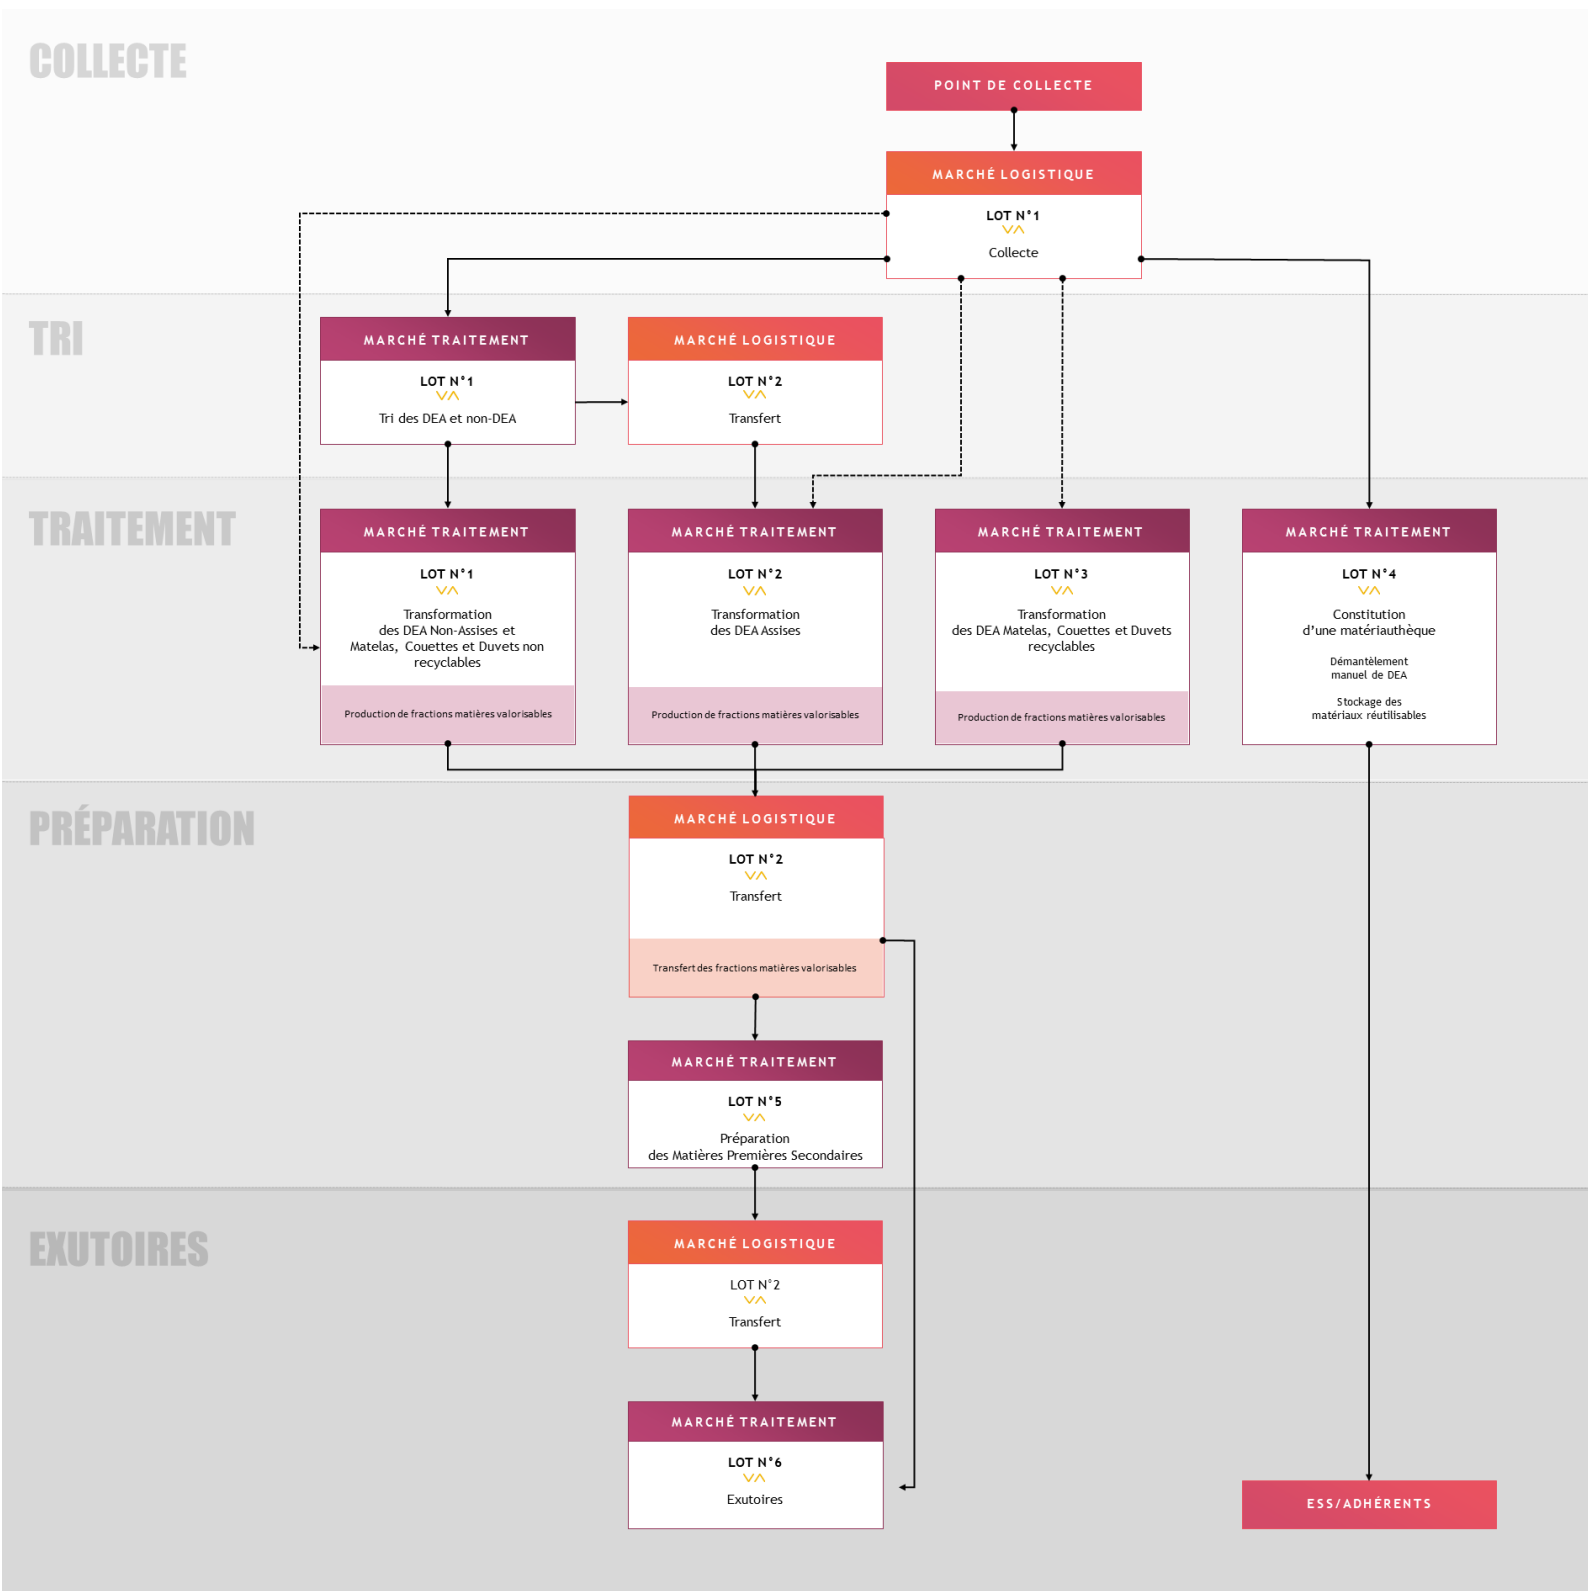 COLLECTE
POINT DE COLLECTE
MARCHÉ LOGISTIQUE
LOT N°1
Collecte
TRI
MARCHÉ TRAITEMENT
LOT N°1
Tri des DEA et non-DEA
MARCHÉ LOGISTIQUE
LOT N°2
Transfert
TRAITEMENT
MARCHÉ TRAITEMENT
LOT N°1
Transformation
des DEA Non-Assises et
Matelas, Couettes et Duvets non
recyclables
Production de fractions matières valorisables
MARCHÉ TRAITEMENT
LOT N°2
Transformation
des DEA Assises
Production de fractions matières valorisables
MARCHÉ TRAITEMENT
LOT N°3
Transformation
des DEA Matelas, Couettes et Duvets
recyclables
Production de fractions matières valorisables
MARCHÉ TRAITEMENT
LOT N°4
Constitution
d'une matériauthèque
Démantèlement
manuel de DEA
Stockage des
matériaux réutilisables
PRÉPARATION
MARCHÉ LOGISTIQUE
LOT N°2
Transfert
Transfert des fractions matières valorisables
MARCHÉ TRAITEMENT
LOT N°5
Préparation
des Matières Premières Secondaires
EXUTOIRES
MARCHÉ LOGISTIQUE
LOT N°2
Transfert
MARCHÉ TRAITEMENT
LOT N°6
Exutoires
ESS/ADHÉRENTS